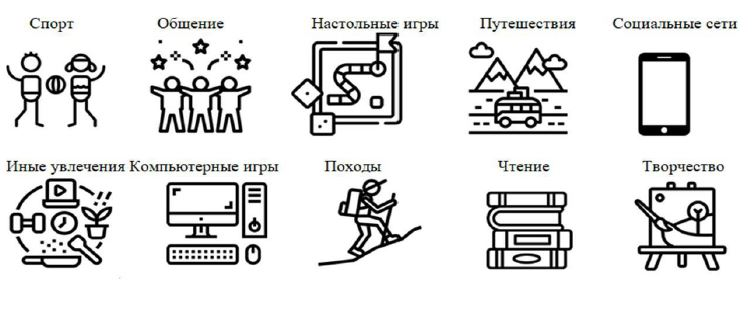 Спорт Общение Настольные игры Путешествия Социальные сети
Иные увлечения Компьютерные игры Походы Чтение Творчество